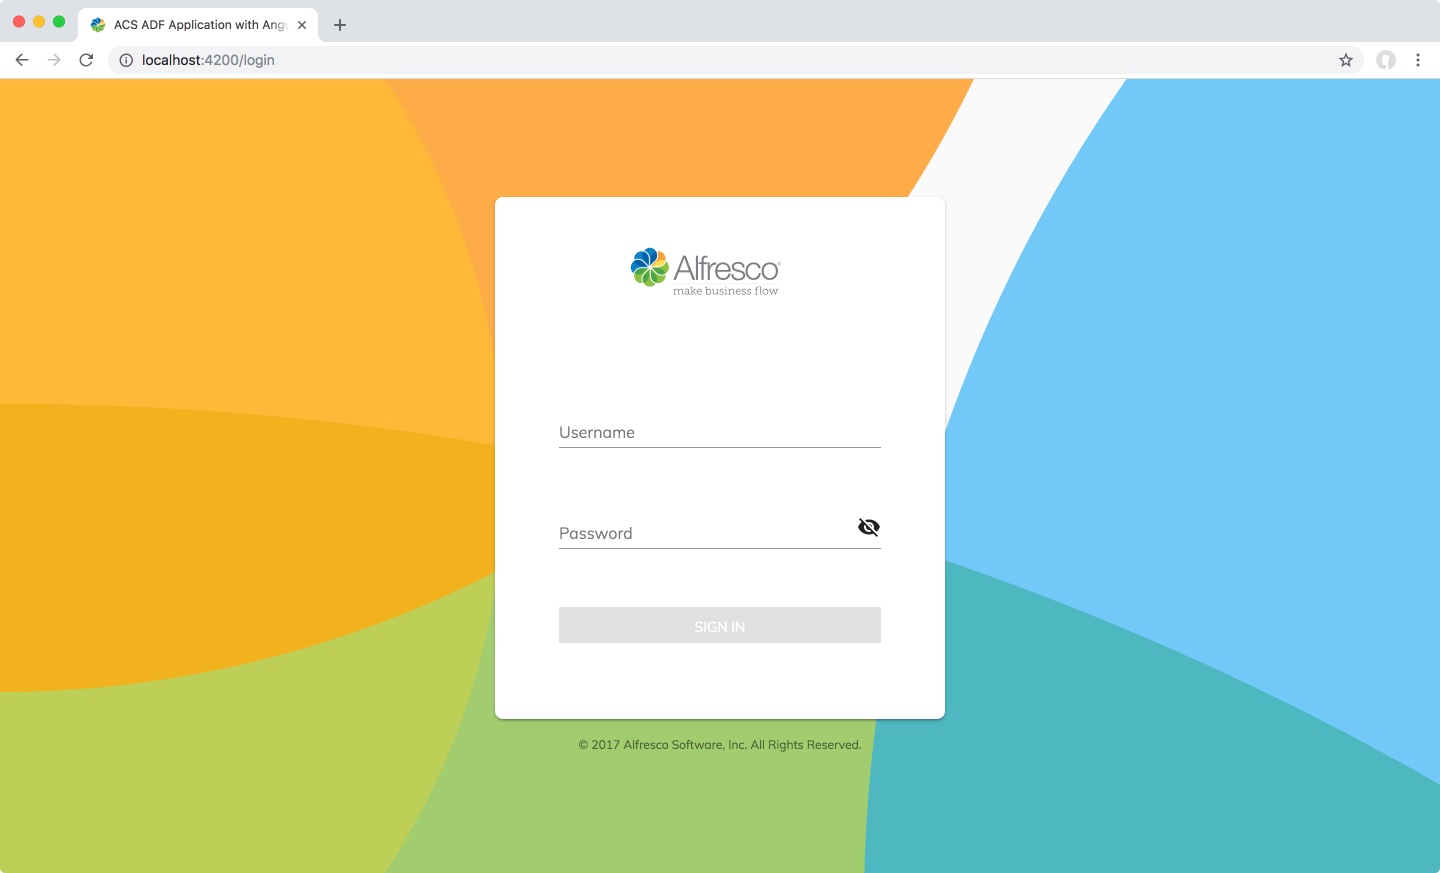 ACS ADF Application with Ang
localhost:4200/login
Alfresco
make business flow
Username
Password
SIGN IN
© 2017 Alfresco Software, Inc. All Rights Reserved.